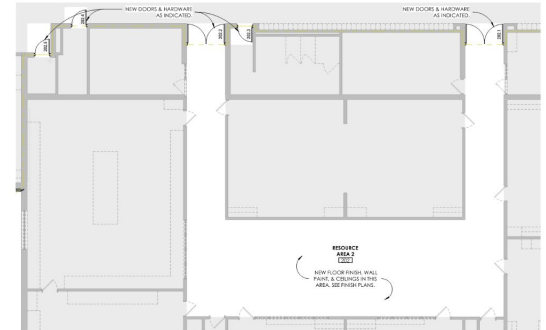 NEW DOORS & HARDWARE
AS INDICATED.
NEW DOORS & HARDWARE
AS INDICATED.
RESOURCE
AREA 2
NEW FLOOR FINISH, WALL
PAINT, & CEILINGS IN THIS
AREA. SEE FINISH PLANS.